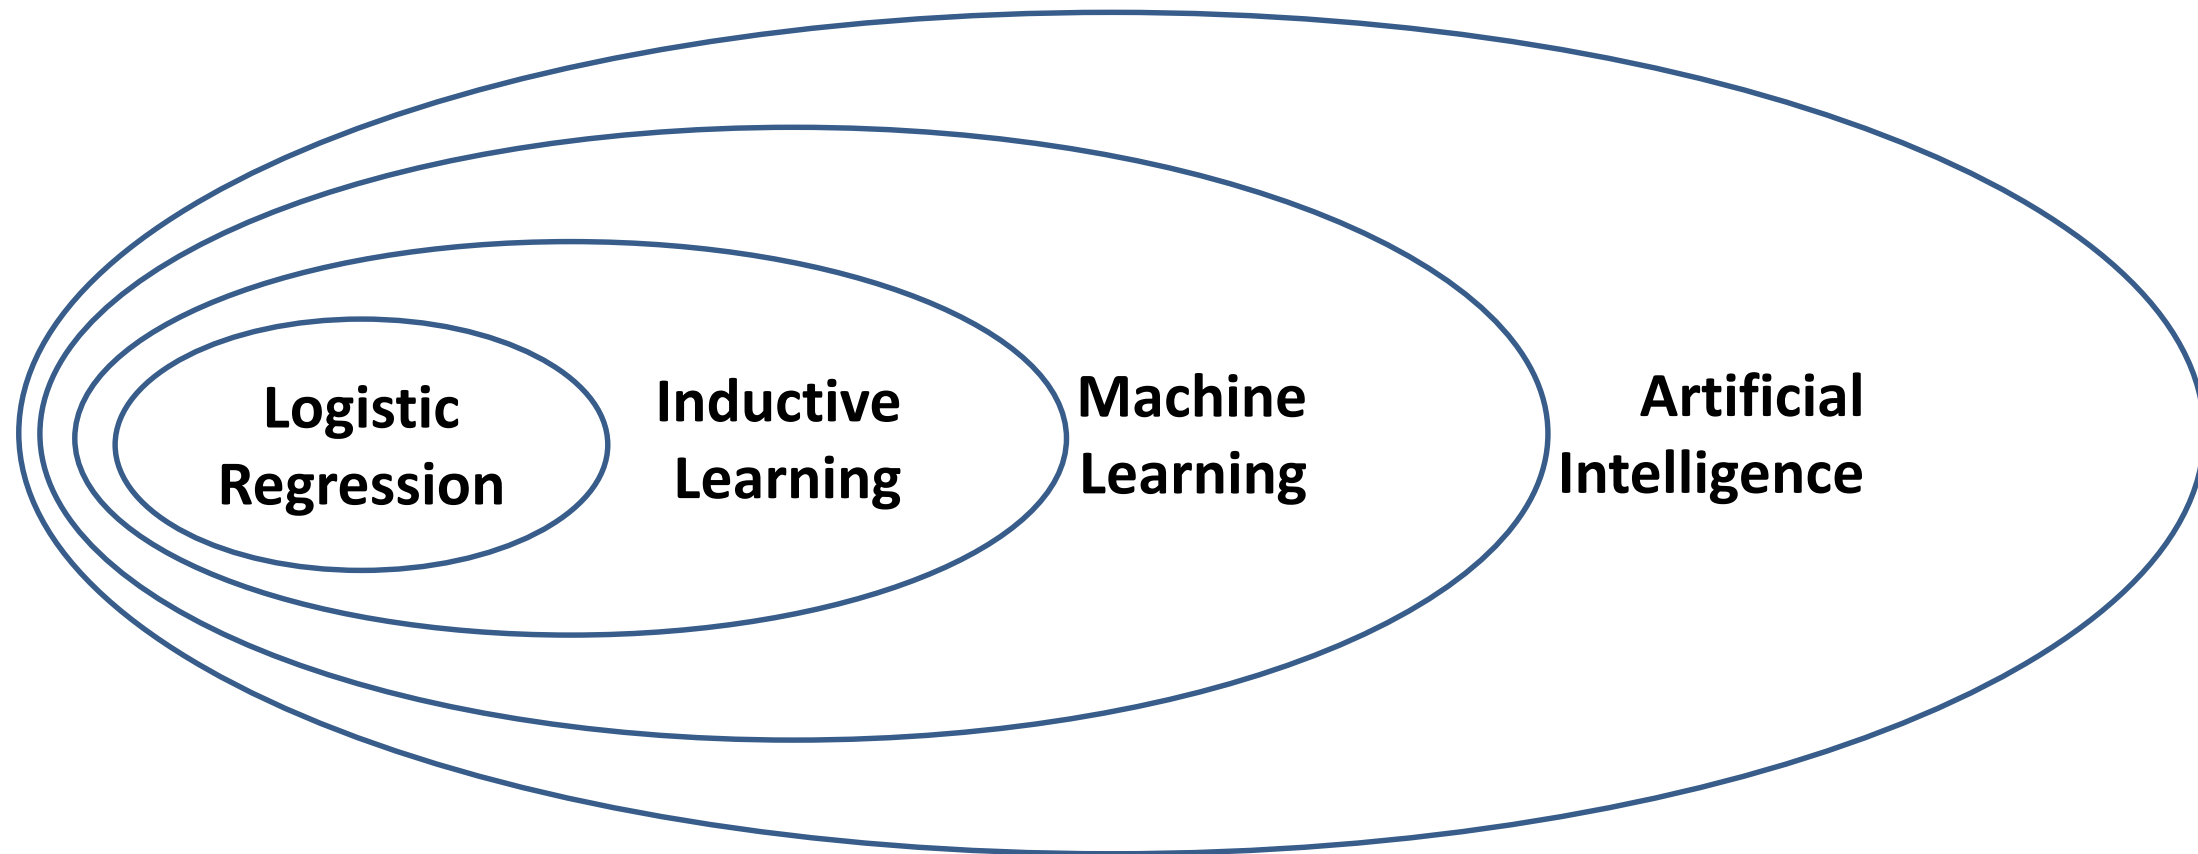 Logistic
Regression
Inductive
Learning
Machine
Learning
Artificial
Intelligence